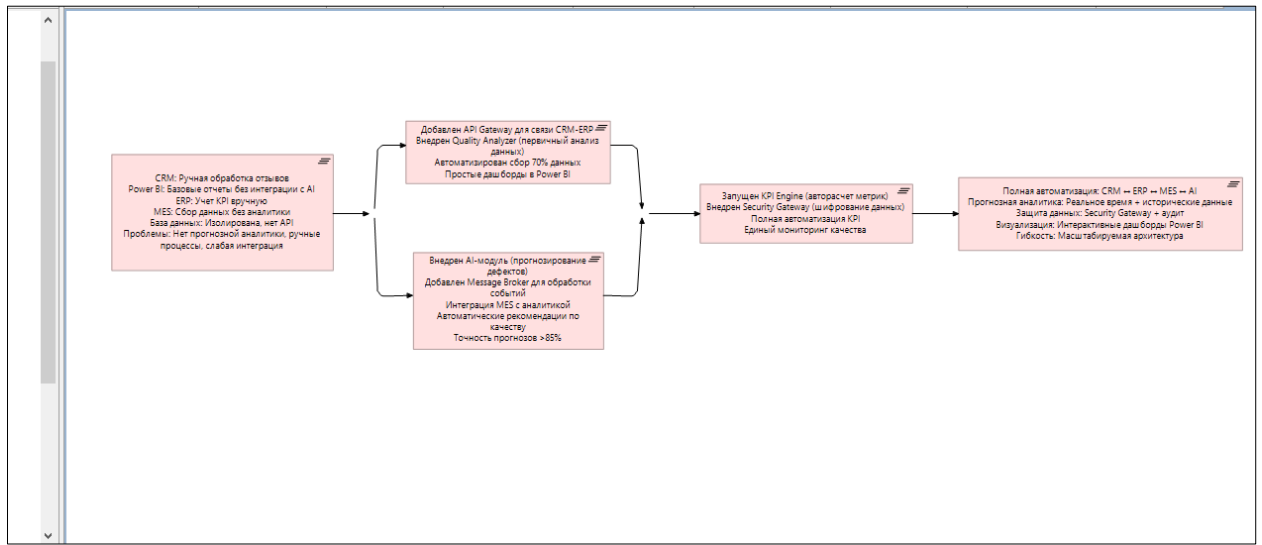 CRM: Ручная обработка отзывов
Power BI: Базовые отчеты без интеграции с AI
ERP: Учет KPI вручную
MES: Сбор данных без аналитики
База данных: Изолирована, нет API
Проблемы: Нет прогнозной аналитики, ручные
процессы, слабая интеграция
Добавлен API Gateway для связи CRM-ERP
Внедрен Quality Analyzer (первичный анализ
данных)
Автоматизирован сбор 70% данных
Простые дашборды в Power BI
Внедрен AI-модуль (прогнозирование
дефектов)
Добавлен Message Broker для обработки
событий
Интеграция MES с аналитикой
Автоматические рекомендации по
качеству
Точность прогнозов >85%
Запущен KPI Engine (авторасчет метрик)
Внедрен Security Gateway (шифрование данных)
Полная автоматизация KPI
Единый мониторинг качества
Полная автоматизация: CRM ↔ ERP ↔ MES ↔ AI
Прогнозная аналитика: Реальное время + исторические данные
Защита данных: Security Gateway + аудит
Визуализация: Интерактивные дашборды Power BI
Гибкость: Масштабируемая архитектура